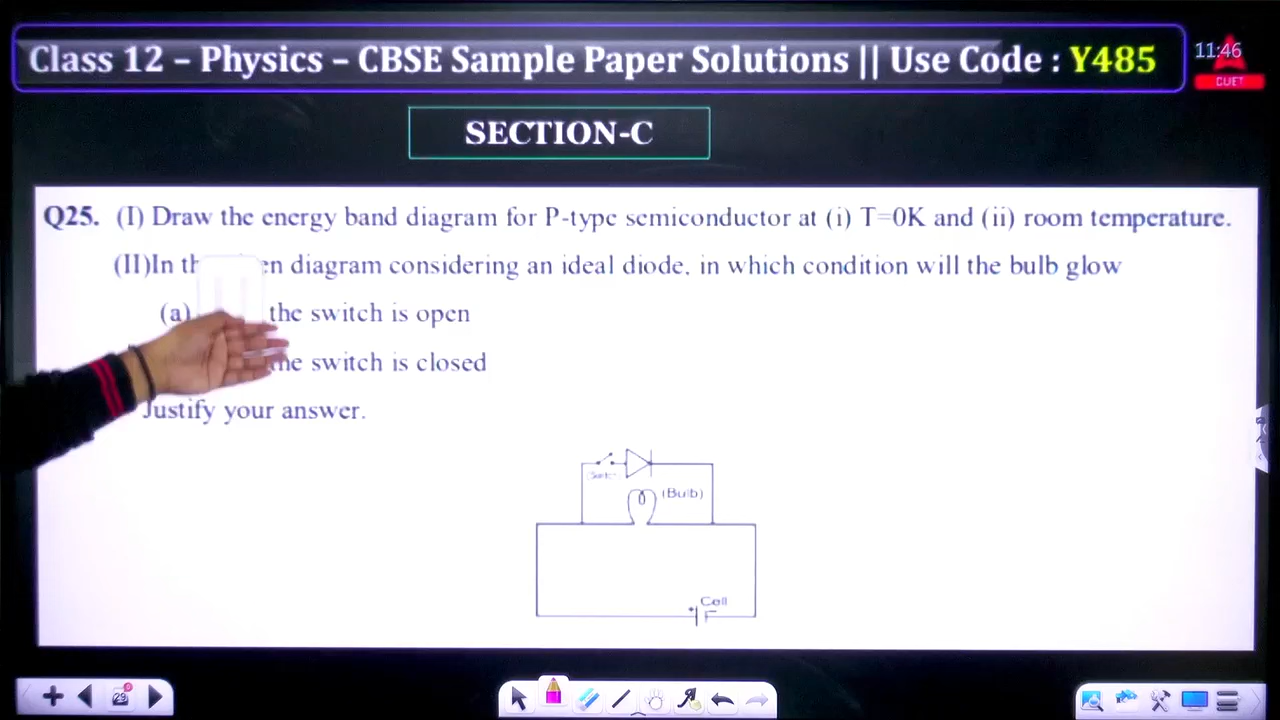 Class 12 – Physics – CBSE Sample Paper Solutions || Use Code : Y485
11:46
CUET
SECTION-C
Q25. (I) Draw the energy band diagram for P-type semiconductor at (i) T=0K and (ii) room temperature.
(II)In en diagram considering an ideal diode, in which condition will the bulb glow
(a) the switch is open
the switch is closed
Justify your answer.
(Bulb)
Cell
29